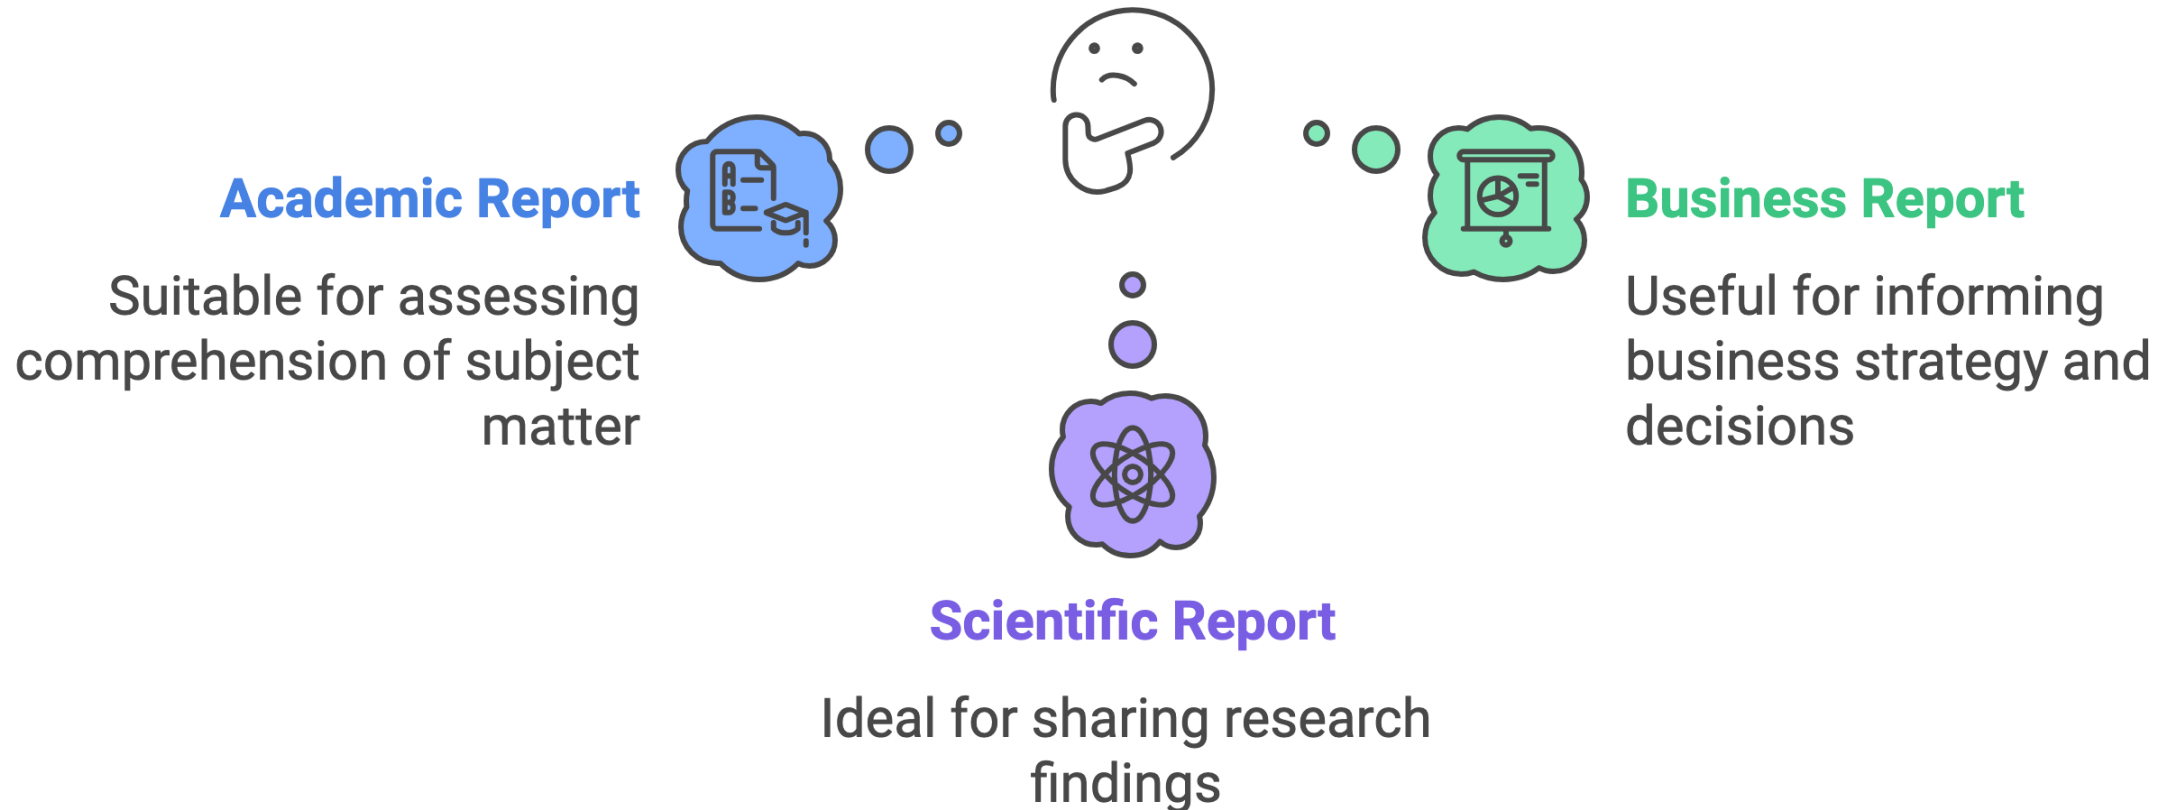 Academic Report
Suitable for assessing
comprehension of subject
matter
A
B
Business Report
Useful for informing
business strategy and
decisions
Scientific Report
Ideal for sharing research
findings